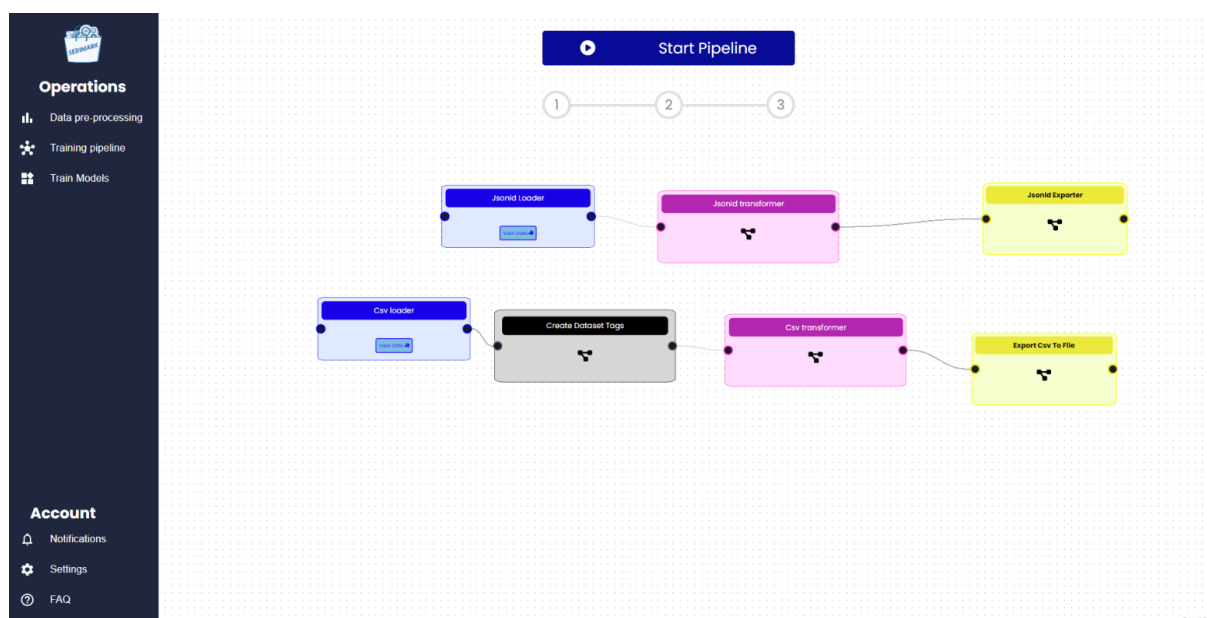 SEDIMARK
Operations
Data pre-processing
Training pipeline
Train Models
Account
Notifications
Settings
FAQ
Start Pipeline
1
2
3
Jsonld Loader
View Data
Jsonld transformer
Jsonld Exporter
Csv loader
View Data
Create Dataset Tags
Csv transformer
Export Csv To File